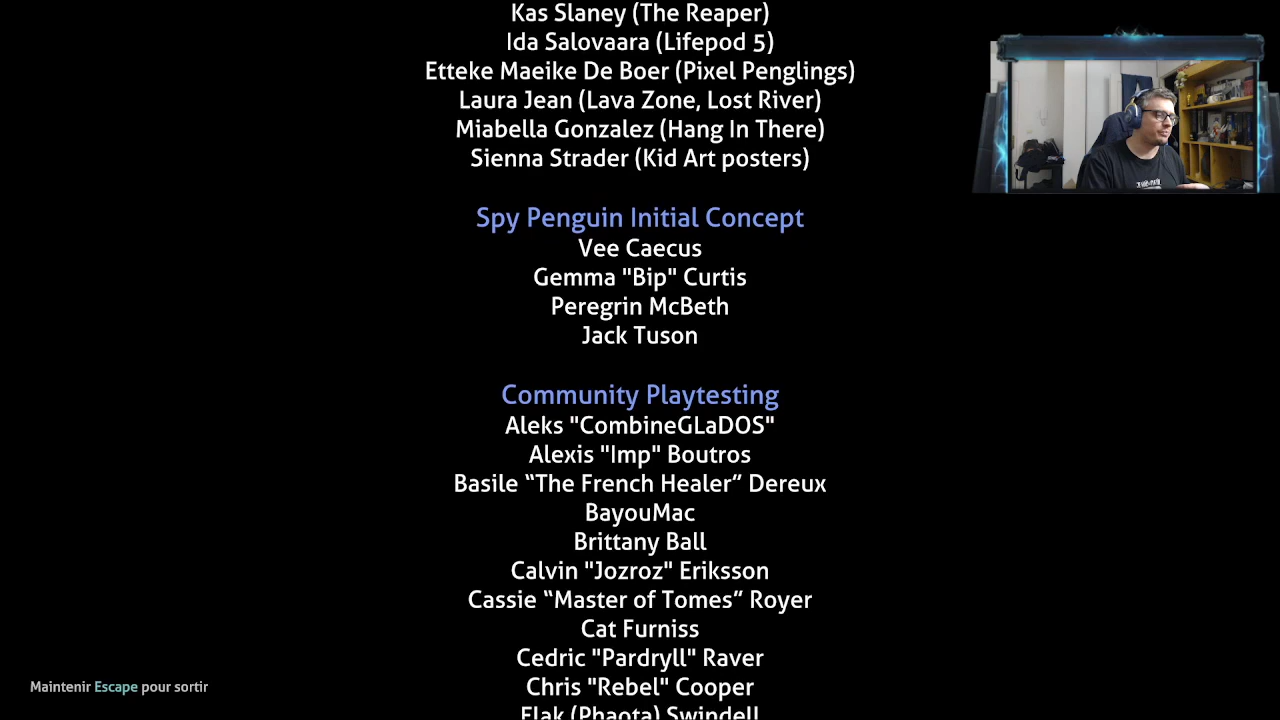 Kas Slaney (The Reaper)
Ida Salovaara (Lifepod 5)
Etteke Maeike De Boer (Pixel Penglings)
Laura Jean (Lava Zone, Lost River)
Miabella Gonzalez (Hang In There)
Sienna Strader (Kid Art posters)
Spy Penguin Initial Concept
Vee Caecus
Gemma "Bip" Curtis
Peregrin McBeth
Jack Tuson
Community Playtesting
Aleks "CombineGLaDOS"
Alexis "Imp" Boutros
Basile “The French Healer” Dereux
BayouMac
Brittany Ball
Calvin "Jozroz" Eriksson
Cassie “Master of Tomes” Royer
Cat Furniss
Cedric "Pardryll" Raver
Chris "Rebel" Cooper
Elak (Phaota) Swindell
Maintenir Escape pour sortir